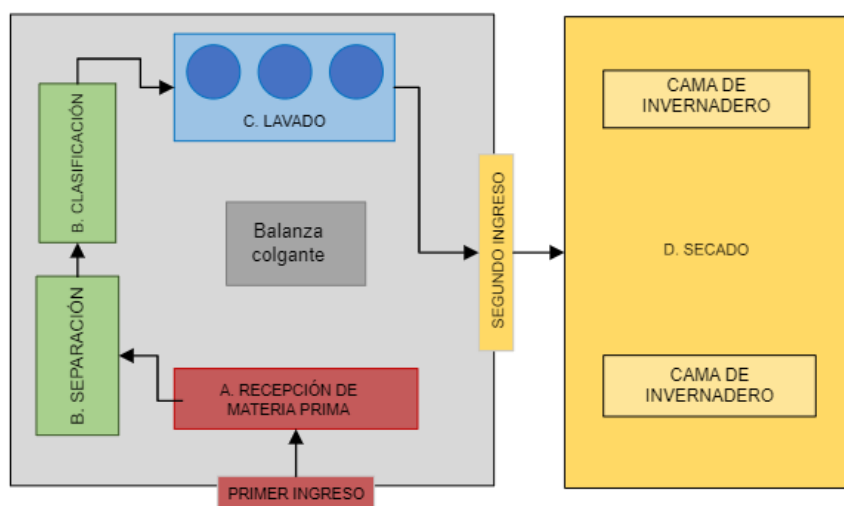 C. LAVADO
CAMA DE
INVERNADERO
B. CLASIFICACIÓN
Balanza
colgante
SEGUNDO INGRESO
D. SECADO
B. SEPARACIÓN
A. RECEPCIÓN DE
MATERIA PRIMA
CAMA DE
INVERNADERO
PRIMER INGRESO